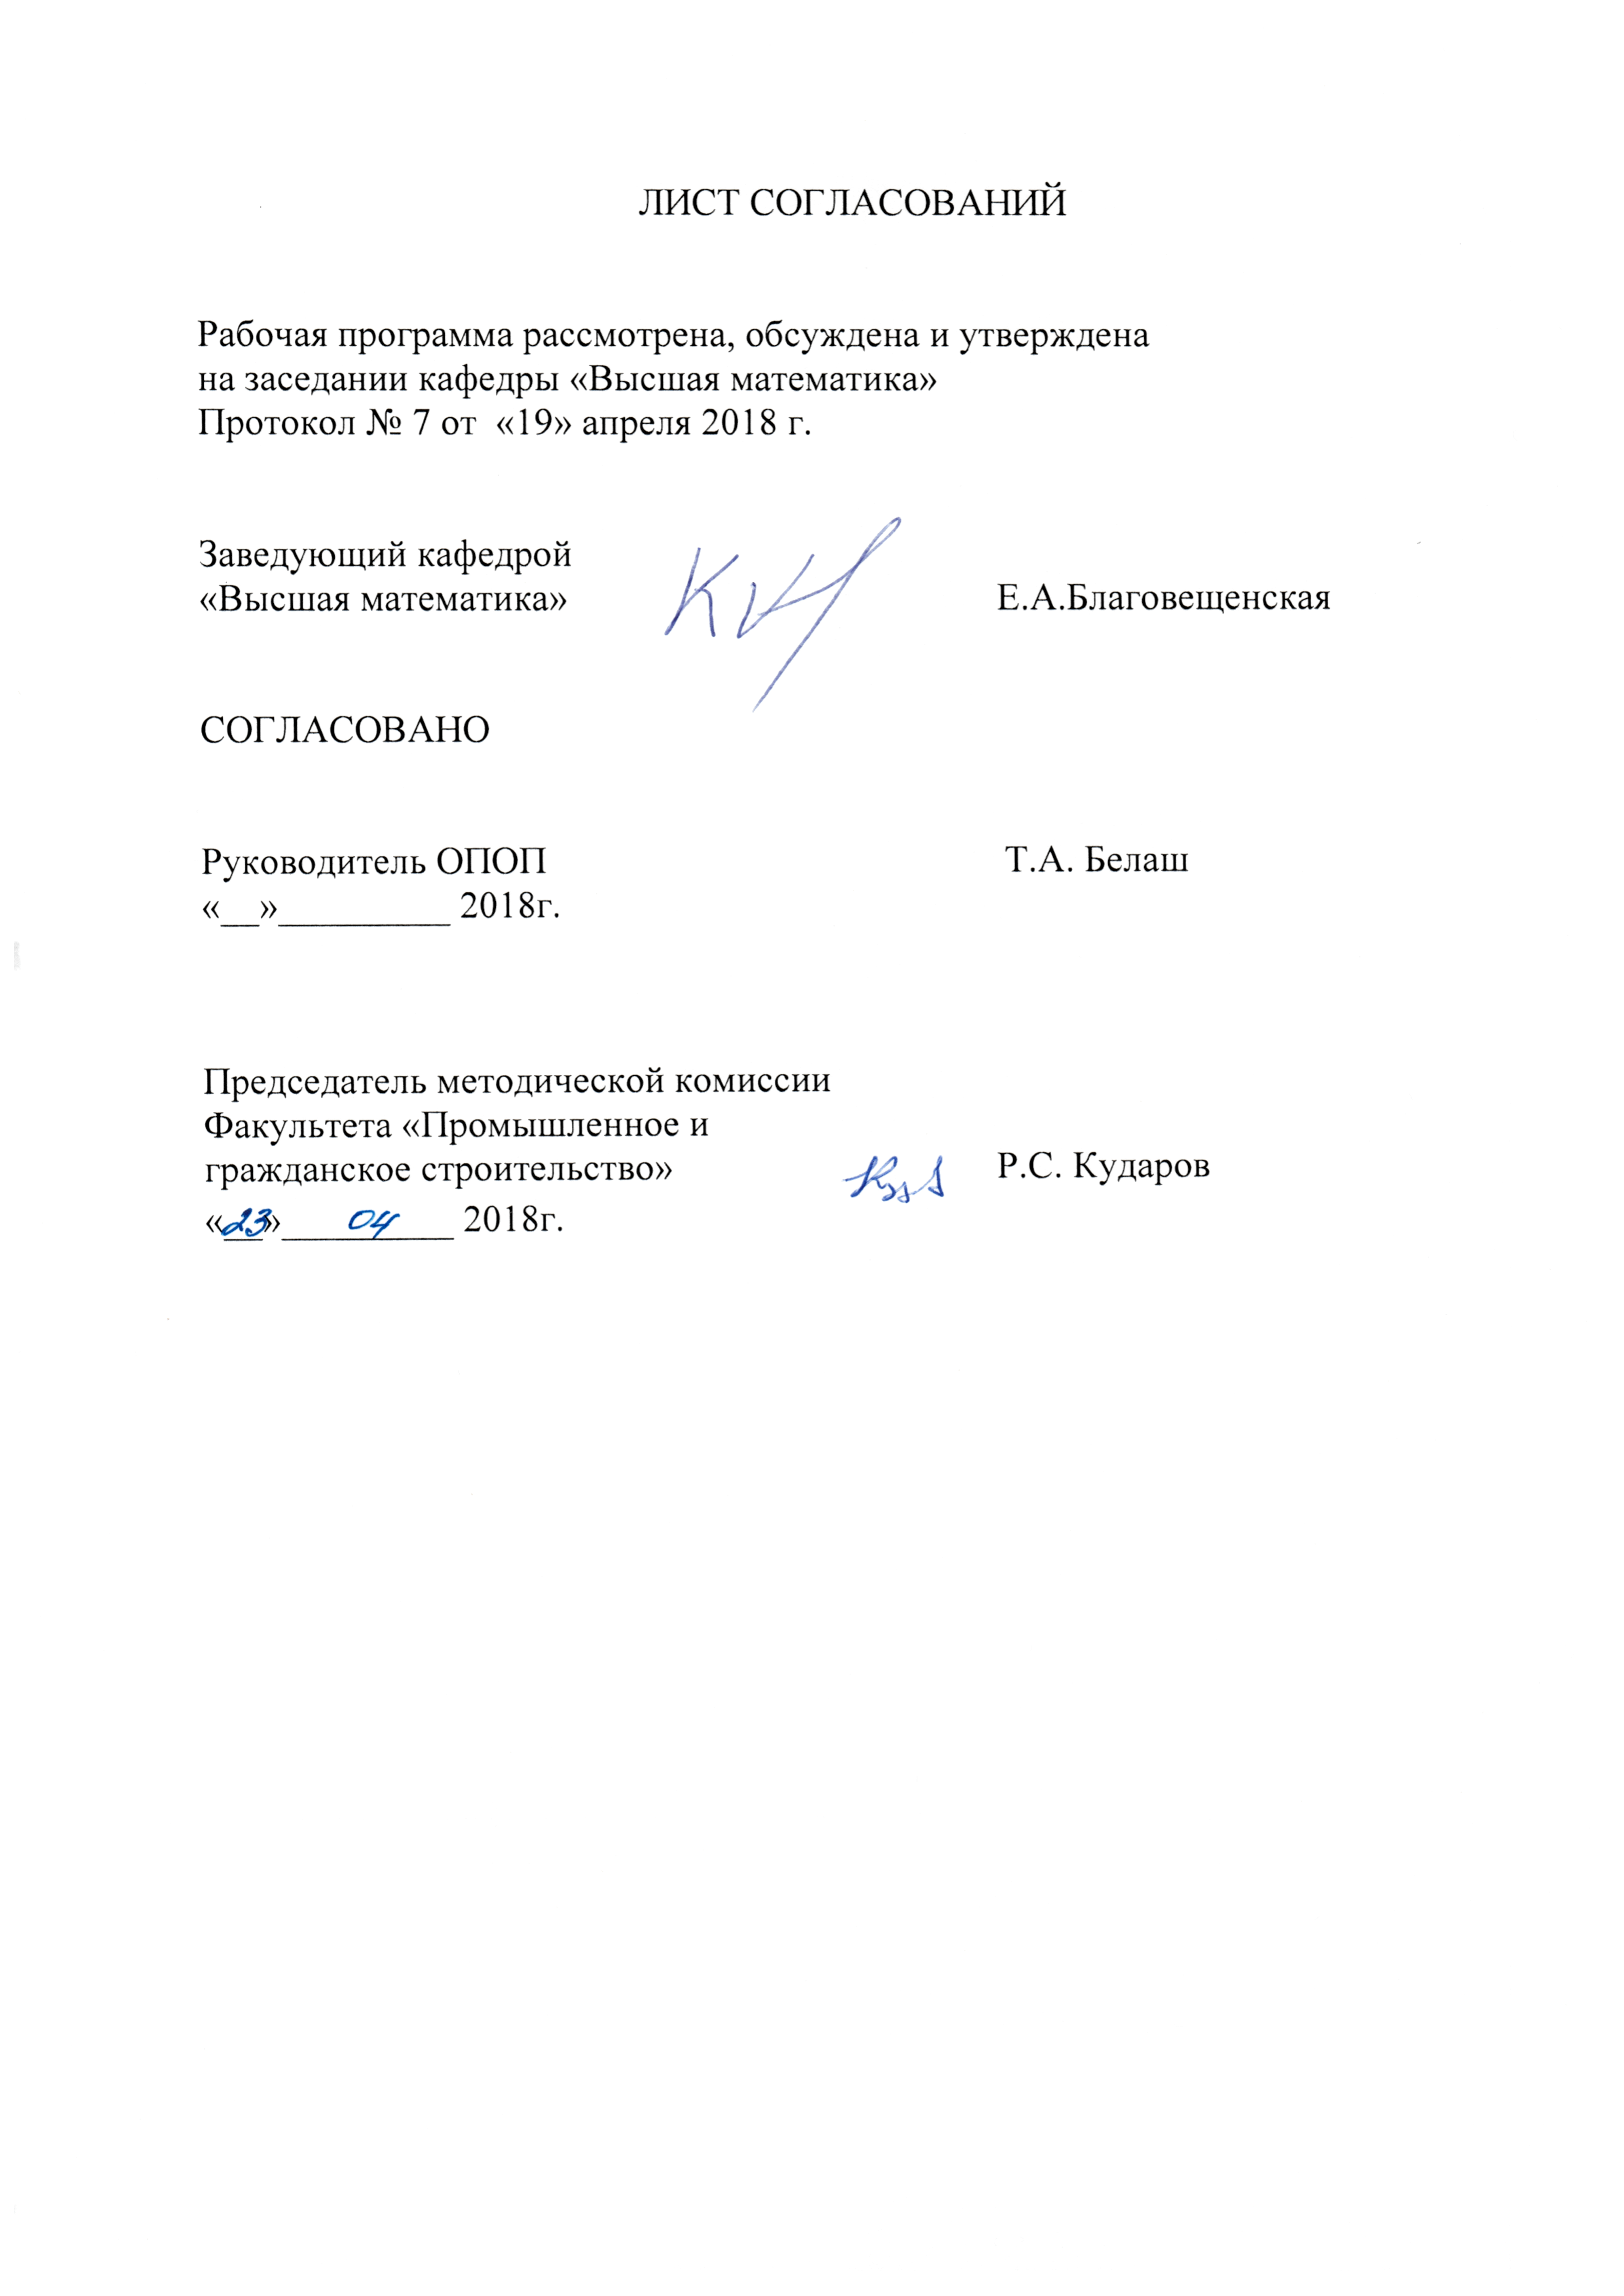 ЛИСТ СОГЛАСОВАНИЙ
Рабочая программа рассмотрена, обсуждена и утверждена
на заседании кафедры «Высшая математика»
Протокол № 7 от «19» апреля 2018 г.
Заведующий кафедрой
«Высшая математика» Е.А.Благовещенская
СОГЛАСОВАНО
Руководитель ОПОП Т.А. Белаш
«__»_________ 2018г.
Председатель методической комиссии
Факультета «Промышленное и
гражданское строительство» Р.С. Кударов
«23» 04 2018г.